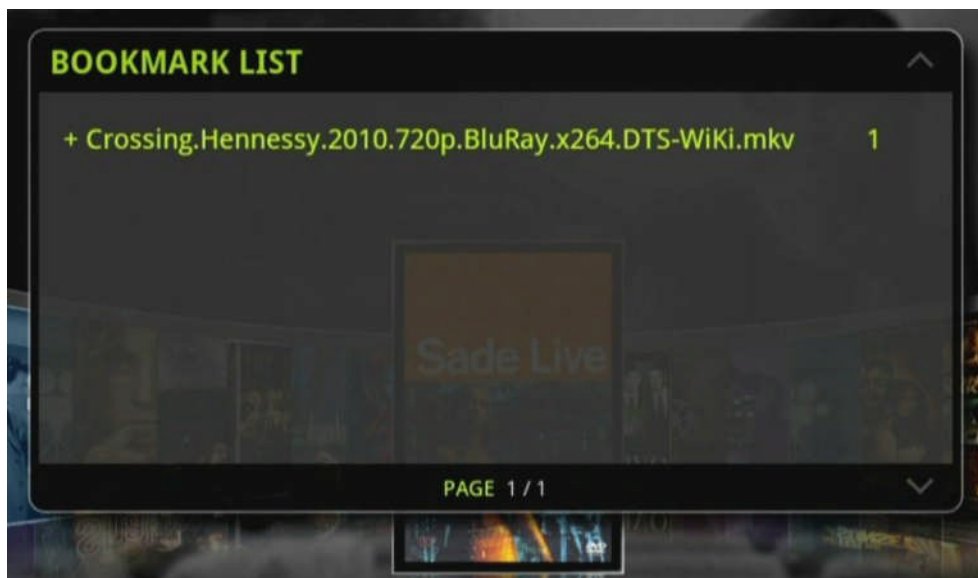 BOOKMARK LIST
+ Crossing.Hennessy.2010.720p.BluRay.x264.DTS-WiKi.mkv 1
Sade Live
PAGE 1 / 1